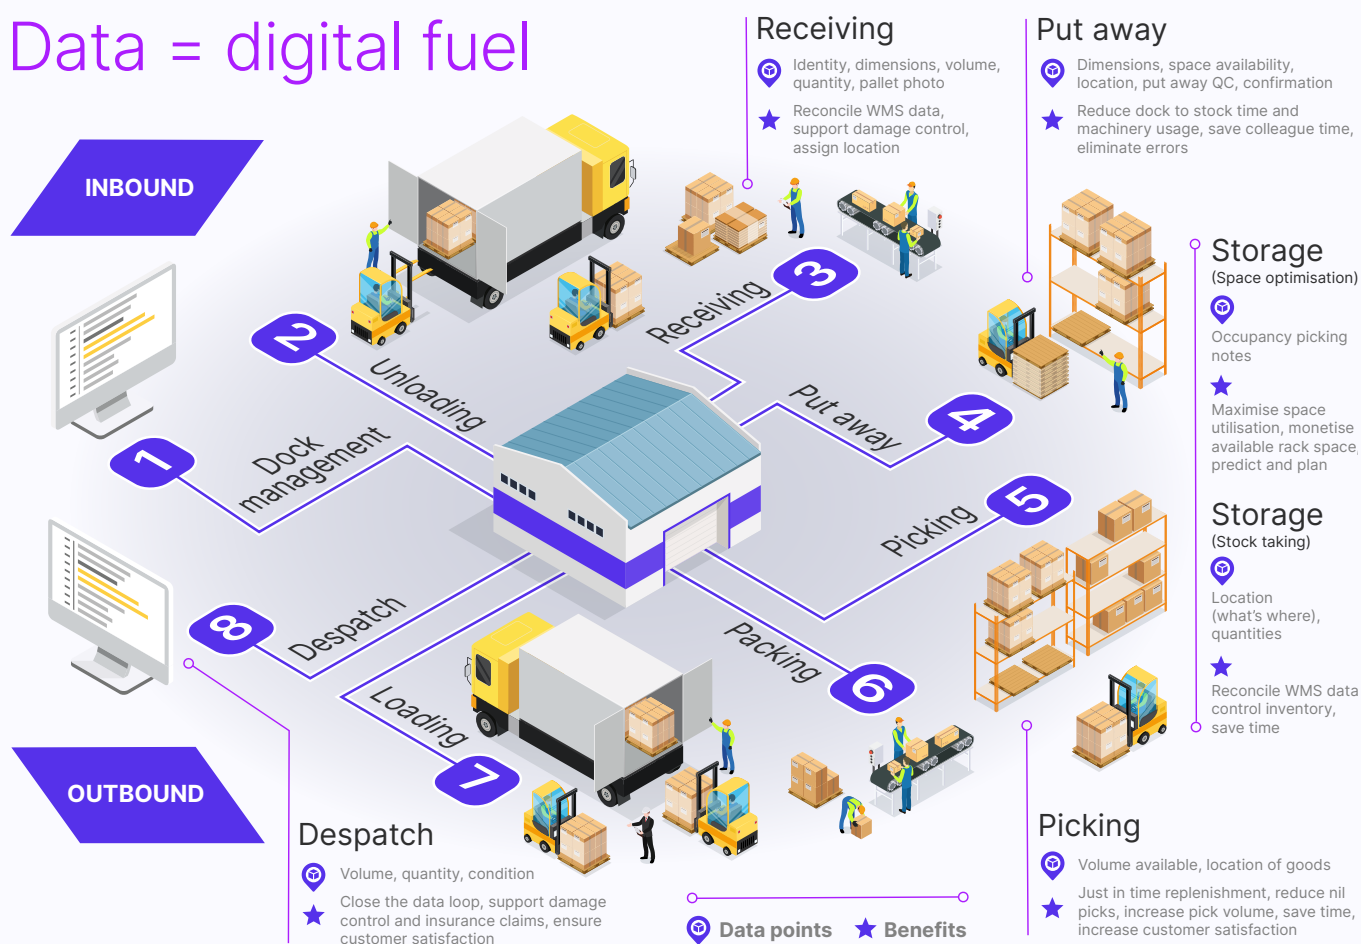 Data = digital fuel
INBOUND
Receiving
Identity, dimensions, volume,
quantity, pallet photo
Reconcile WMS data,
support damage control,
assign location
Put away
Dimensions, space availability,
location, put away QC, confirmation
Reduce dock to stock time and
machinery usage, save colleague time,
eliminate errors
Storage
(Space optimisation)
Occupancy picking
notes
Maximise space
utilisation, monetise
available rack space,
predict and plan
Storage
(Stock taking)
Location
(what's where),
quantities
Reconcile WMS data
control inventory,
save time
1
Dock
management
2
Unloading
3
Receiving
4
Put away
5
Picking
6
Packing
7
Loading
8
Despatch
OUTBOUND
Despatch
Volume, quantity, condition
Close the data loop, support damage
control and insurance claims, ensure
customer satisfaction
Data points
Benefits
Picking
Volume available, location of goods
Just in time replenishment, reduce nil
picks, increase pick volume, save time,
increase customer satisfaction